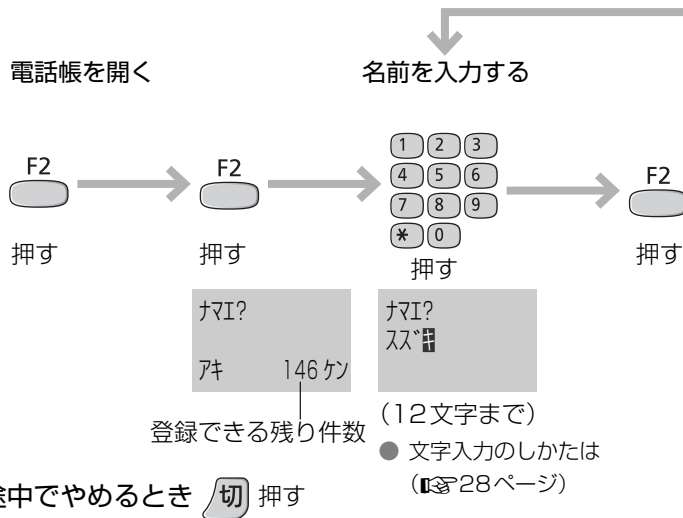 電話帳を開く
名前を入力する
F2
押す
F2
押す
1 2 3
4 5 6
7 8 9
* 0
押す
F2
押す
ナマエ?
アキ 146 ケン
登録できる残り件数
ナマエ?
スズキ
(12文字まで)
● 文字入力のしかたは
(☞28ページ)
途中でやめるとき 切 押す